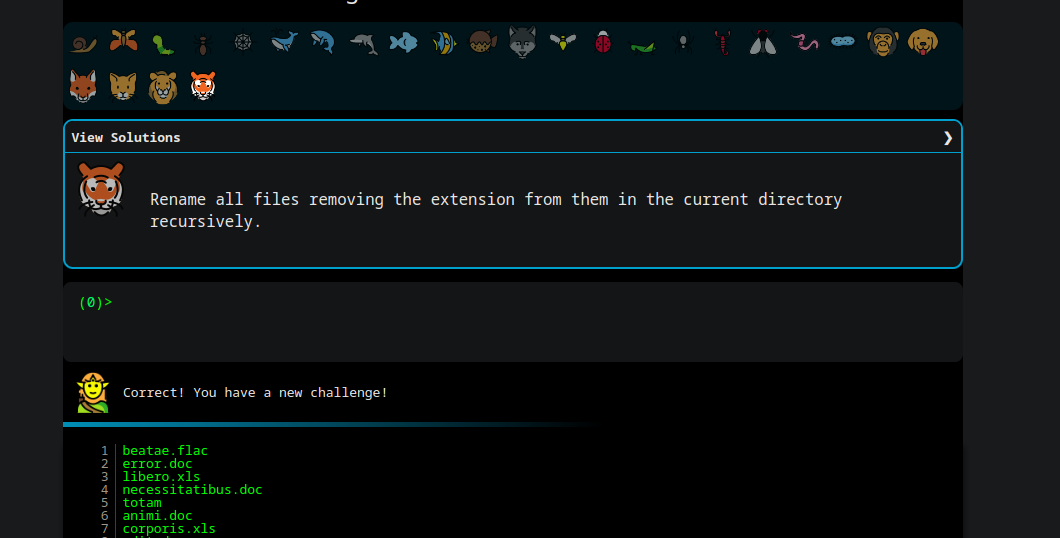 View Solutions ❯
Rename all files removing the extension from them in the current directory
recursively.
(0)>
Correct! You have a new challenge!
1 beatae.flac
2 error.doc
3 libero.xls
4 necessitatibus.doc
5 totam
6 animi.doc
7 corporis.xls